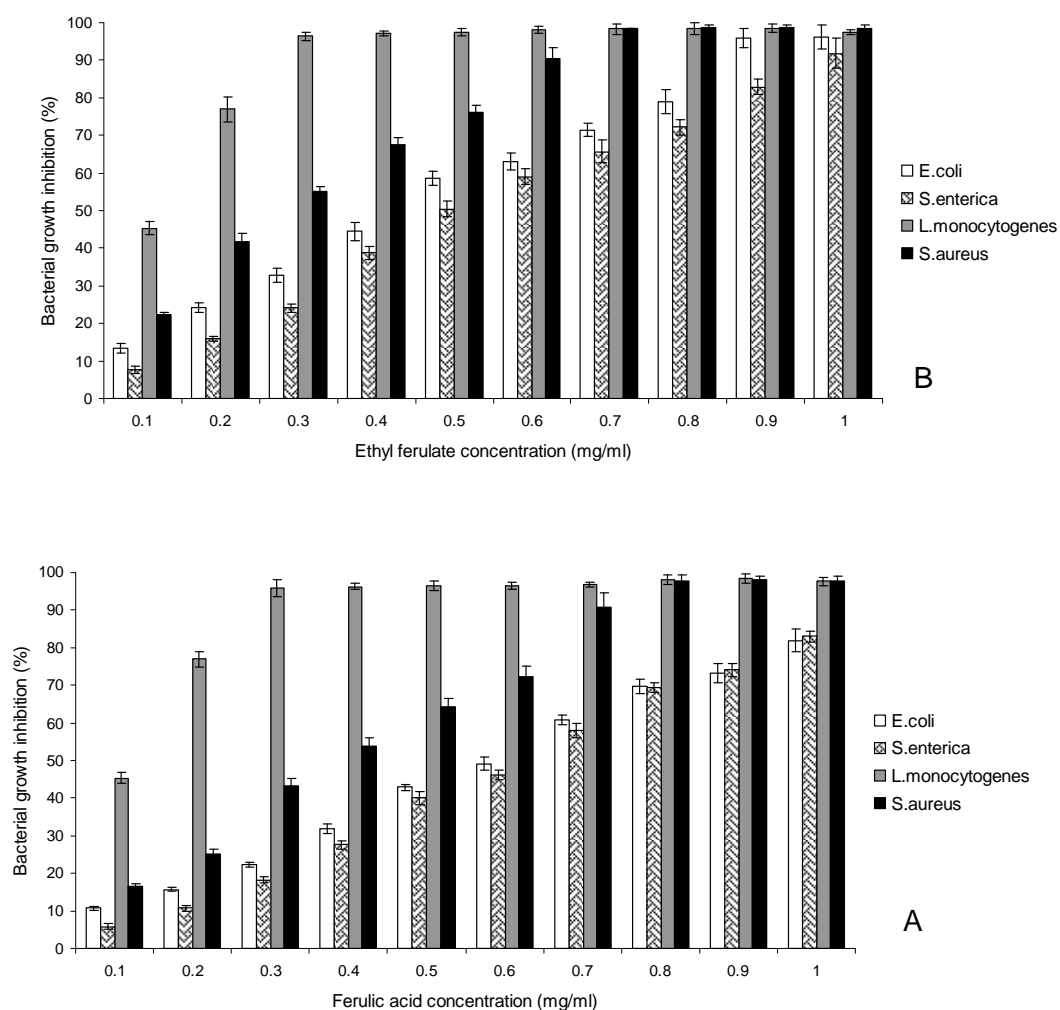 Bacterial growth inhibition (%)
100
90
80
70
60
50
40
30
20
10
0
0.1 0.2 0.3 0.4 0.5 0.6 0.7 0.8 0.9 1
Ethyl ferulate concentration (mg/ml)
E.coli
S.enterica
L.monocytogenes
S.aureus
B
Bacterial growth inhibition (%)
100
90
80
70
60
50
40
30
20
10
0
0.1 0.2 0.3 0.4 0.5 0.6 0.7 0.8 0.9 1
Ferulic acid concentration (mg/ml)
E.coli
S.enterica
L.monocytogenes
S.aureus
A